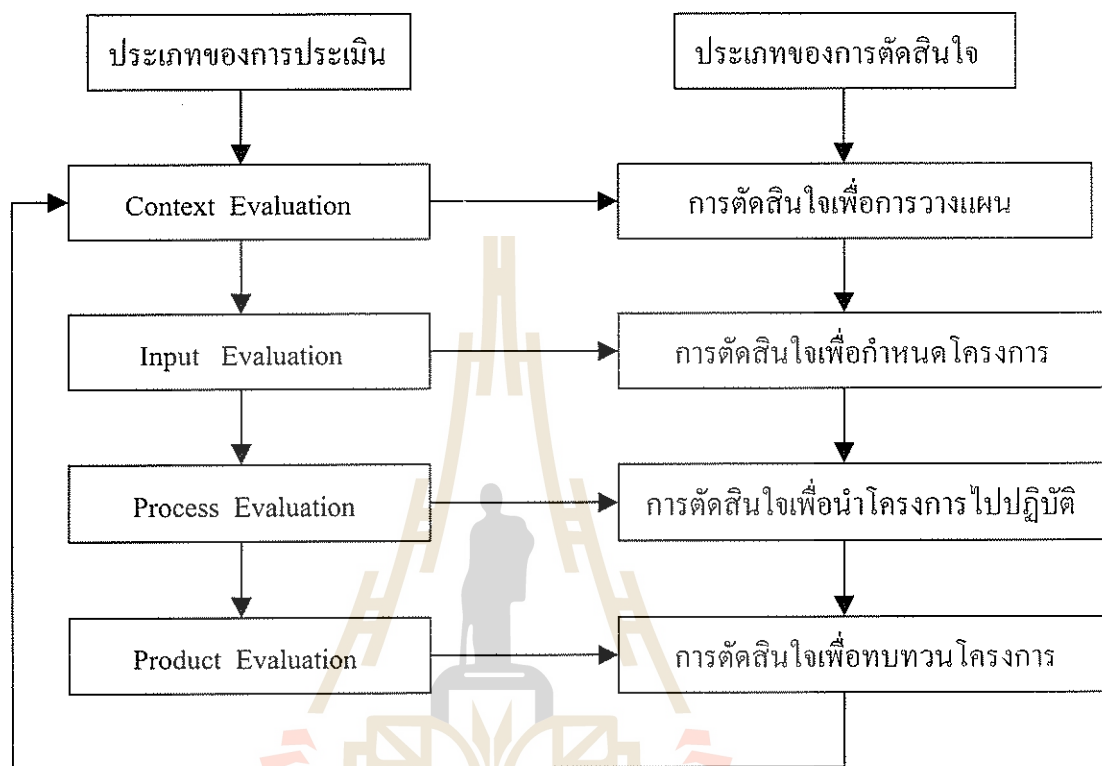 ประเภทของการประเมิน
ประเภทของการตัดสินใจ
Context Evaluation
การตัดสินใจเพื่อการวางแผน
Input Evaluation
การตัดสินใจเพื่อกำหนดโครงการ
Process Evaluation
การตัดสินใจเพื่อนำโครงการไปปฏิบัติ
Product Evaluation
การตัดสินใจเพื่อทบทวนโครงการ